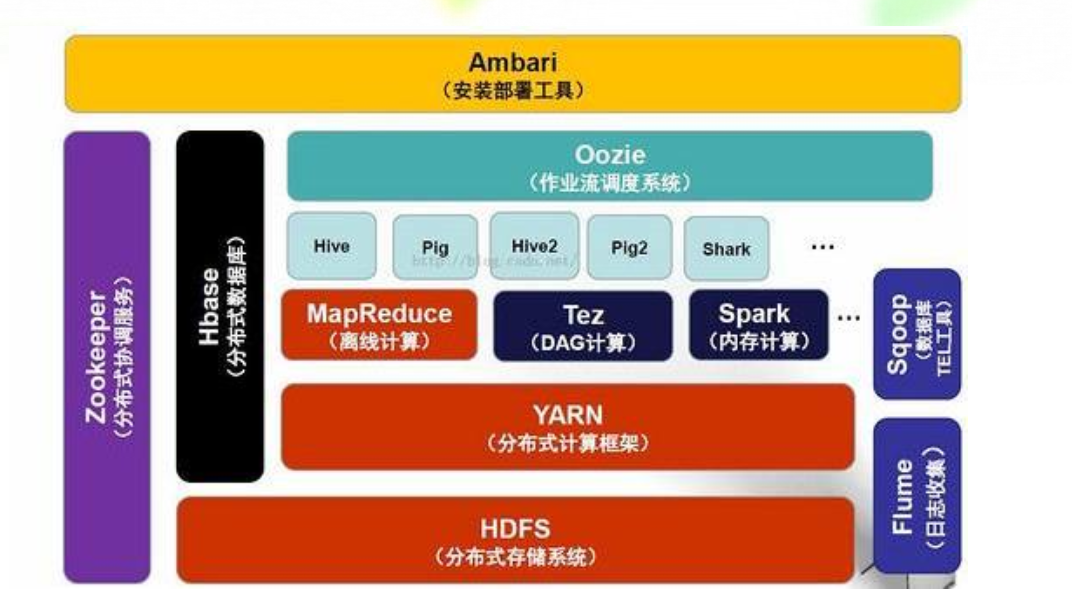 Ambari
（安装部署工具）
Oozie
（作业流调度系统）
Hive
Pig
Hive2
Pig2
Shark
...
http://blog.csdn.net/
MapReduce
（离线计算）
Tez
（DAG计算）
Spark
（内存计算）
...
YARN
（分布式计算框架）
HDFS
（分布式存储系统）
Zookeeper
（分布式协调服务）
Hbase
（分布式数据库）
Sqoop
（数据库
TEL工具）
Flume
（日志收集）